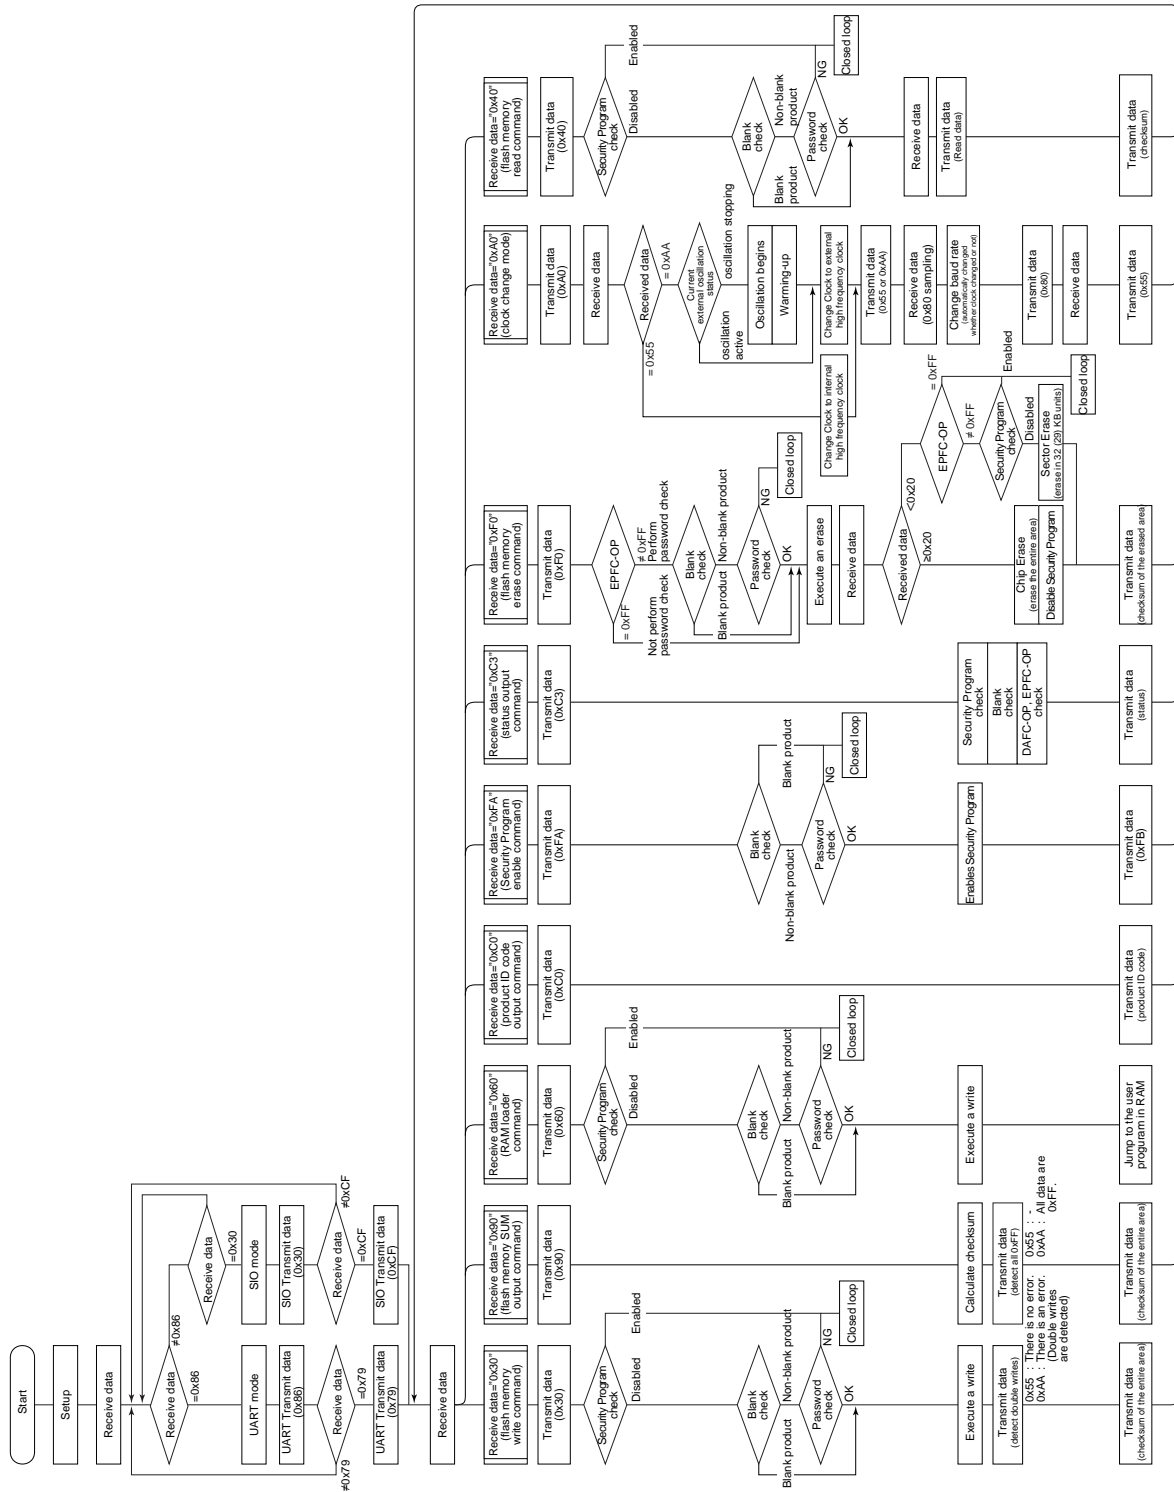 Start
Setup
Receive data
Receive data
=0x86
≠0x86
UART mode
UART Transmit data
(0x86)
Receive data
=0x79
≠0x79
UART Transmit data
(0x79)
Receive data
=0x30
SIO mode
SIO Transmit data
(0x30)
Receive data
=0xCF
≠0xCF
SIO Transmit data
(0xCF)
Receive data
Receive data="0x30"
(flash memory
write command)
Transmit data
(0x30)
Security Program
check
Disabled
Enabled
Blank
check
Blank product
Non-blank product
Password
check
NG
OK
Closed loop
Execute a write
Transmit data
(detect double writes)
0x55 : There is no error.
0xAA : There is an error.
(Double writes
are detected)
Transmit data
(checksum of the entire area)
Receive data="0x90"
(flash memory SUM
output command)
Transmit data
(0x90)
Calculate checksum
Transmit data
(detect all 0xFF)
0x55 : -
0xAA : All data are
0xFF.
Transmit data
(checksum of the entire area)
Receive data="0x60"
(RAM loader
command)
Transmit data
(0x60)
Security Program
check
Disabled
Enabled
Blank
check
Blank product
Non-blank product
Password
check
NG
OK
Closed loop
Execute a write
Jump to the user
proguram in RAM
Receive data="0xC0"
(product ID code
output command)
Transmit data
(0xC0)
Transmit data
(product ID)
Receive data="0xFA"
(Security Program
enable command)
Transmit data
(0xFA)
Blank
check
Blank product
Non-blank product
Password
check
NG
OK
Closed loop
Enables Security Program
Transmit data
(0xFB)
Receive data="0xC3"
(status output
command)
Transmit data
(0xC3)
Security Program
check
Blank
check
DAFC-OP, EPFC-OP
check
Transmit data
(status)
Receive data="0xF0"
(flash memory
erase command)
Transmit data
(0xF0)
EPFC-OP
= 0xFF
Not perform
password check
≠ 0xFF
Perform
password check
Blank
check
Blank product
Non-blank product
Password
check
NG
OK
Closed loop
Execute an erase
Receive data
Received data
≥0x20
<0x20
EPFC-OP
= 0xFF
≠ 0xFF
Security Program
check
Enabled
Disabled
Closed loop
Sector Erase
(erase in 32 (29) KB units)
Chip Erase
(erase the entire area)
Disable Security Program
Transmit data
(checksum of the erased area)
Receive data="0xA0"
(clock change mode)
Transmit data
(0xA0)
Receive data
Received data
= 0x55
= 0xAA
Current
external oscillation
status
oscillation
active
oscillation stopping
Oscillation begins
Warming-up
Change Clock to internal
high frequency clock
Change Clock to external
high frequency clock
Transmit data
(0x55 or 0xAA)
Receive data
(0x80 sampling)
Change baud rate
(automatically changed
whether clock changed or not)
Transmit data
(0x80)
Receive data
Transmit data
(0x55)
Receive data="0x40"
(flash memory
read command)
Transmit data
(0x40)
Security Program
check
Disabled
Enabled
Blank
check
Blank product
Non-blank
product
Password
check
NG
OK
Closed loop
Receive data
Transmit data
(Read data)
Transmit data
(checksum)